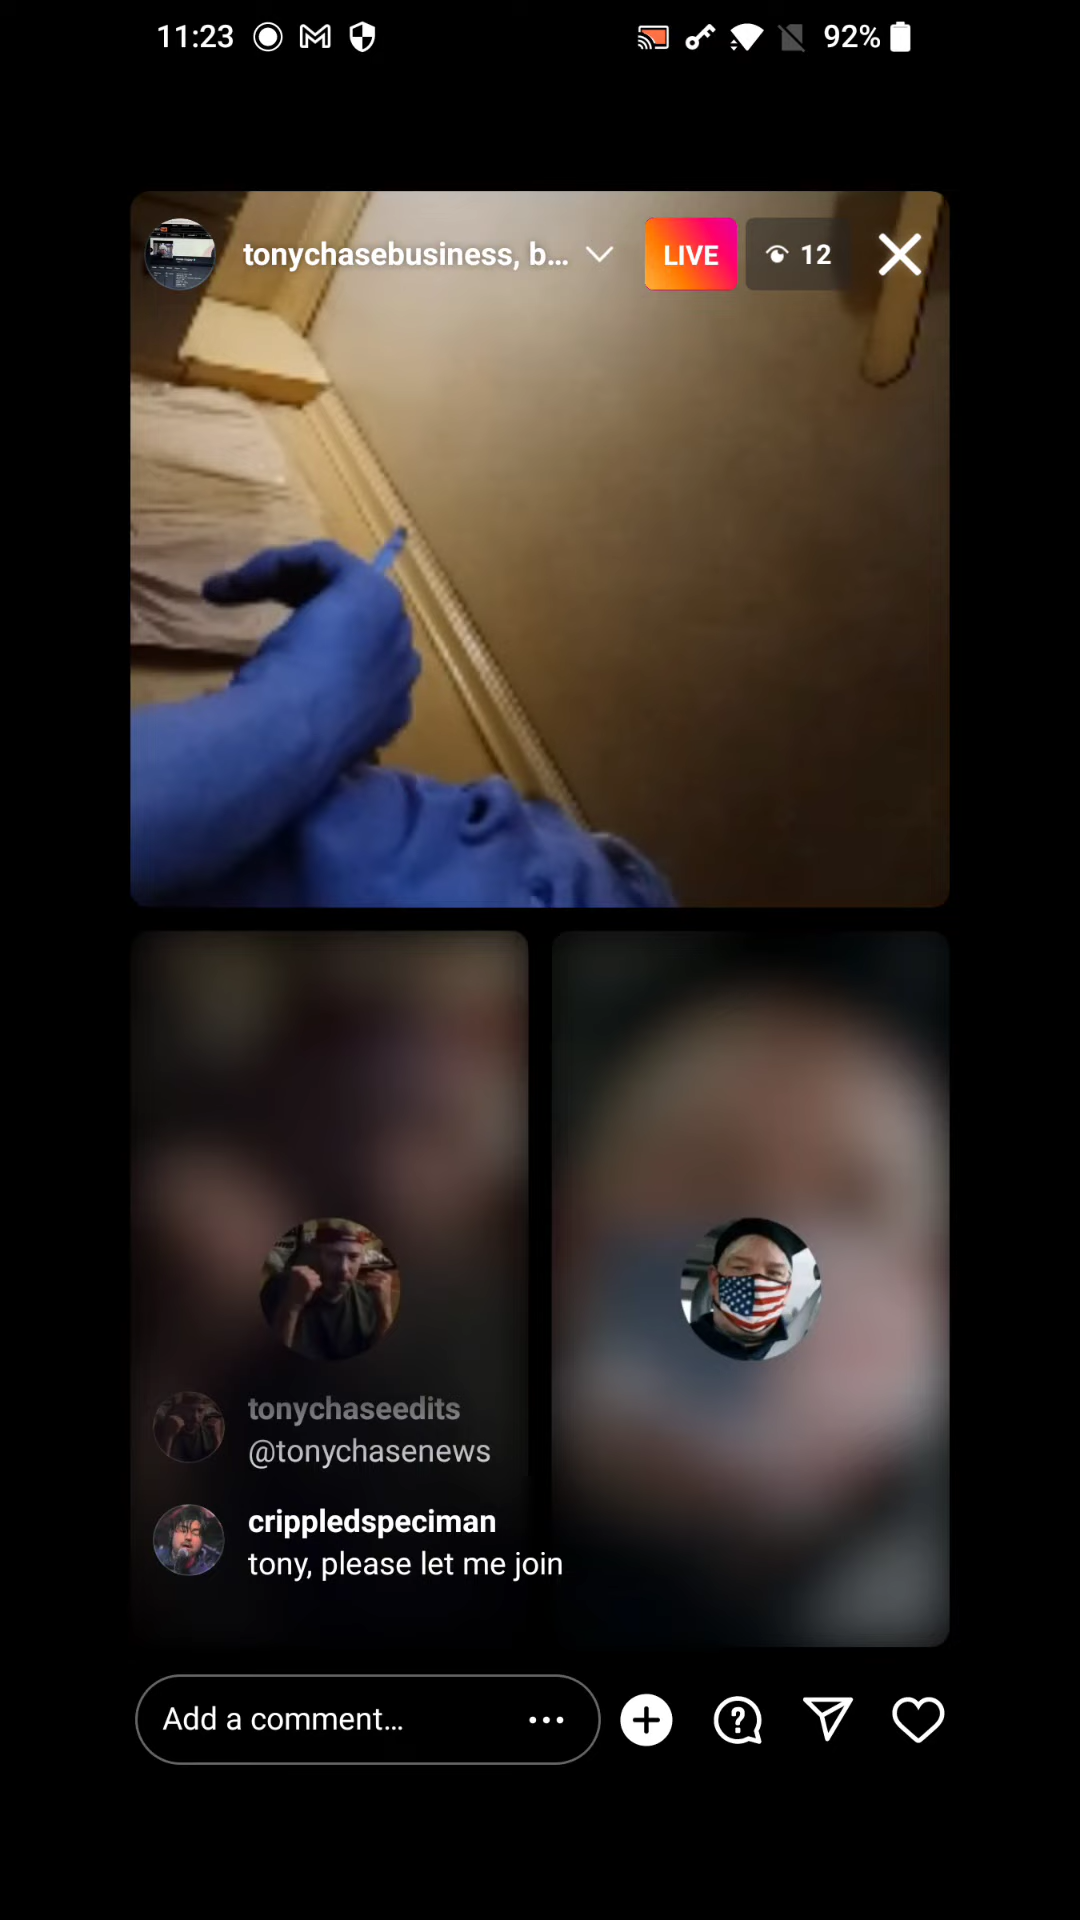 11:23
92%
tonychasebusiness, b...
LIVE
12
tonychaseedits
@tonychasenews
crippledspeciman
tony, please let me join
Add a comment...